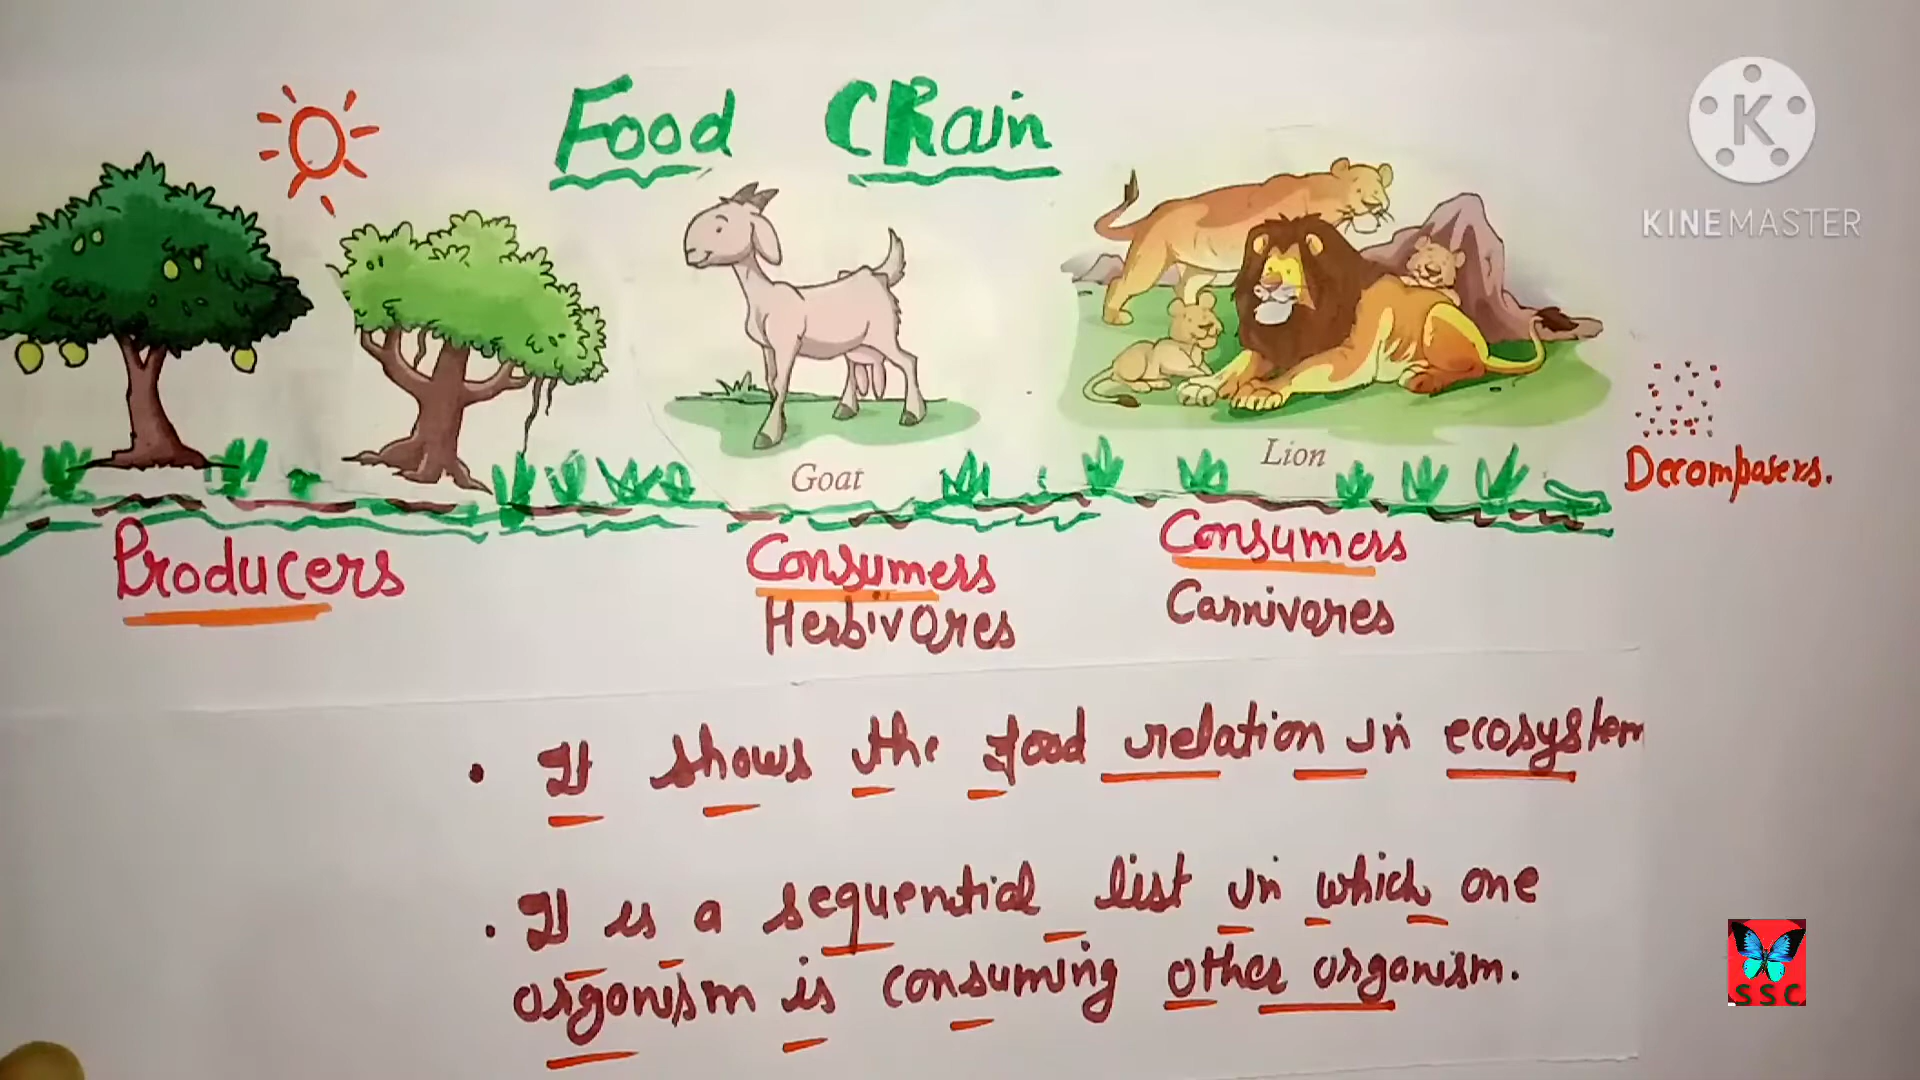 Food Chain
KINEMASTER
Goat
Lion
Decomposers.
Producers
Consumers
Herbivores
Consumers
Carnivores
• It shows the food relation in ecosystem
• It is a sequential list in which one
organism is consuming other organism.
SSC